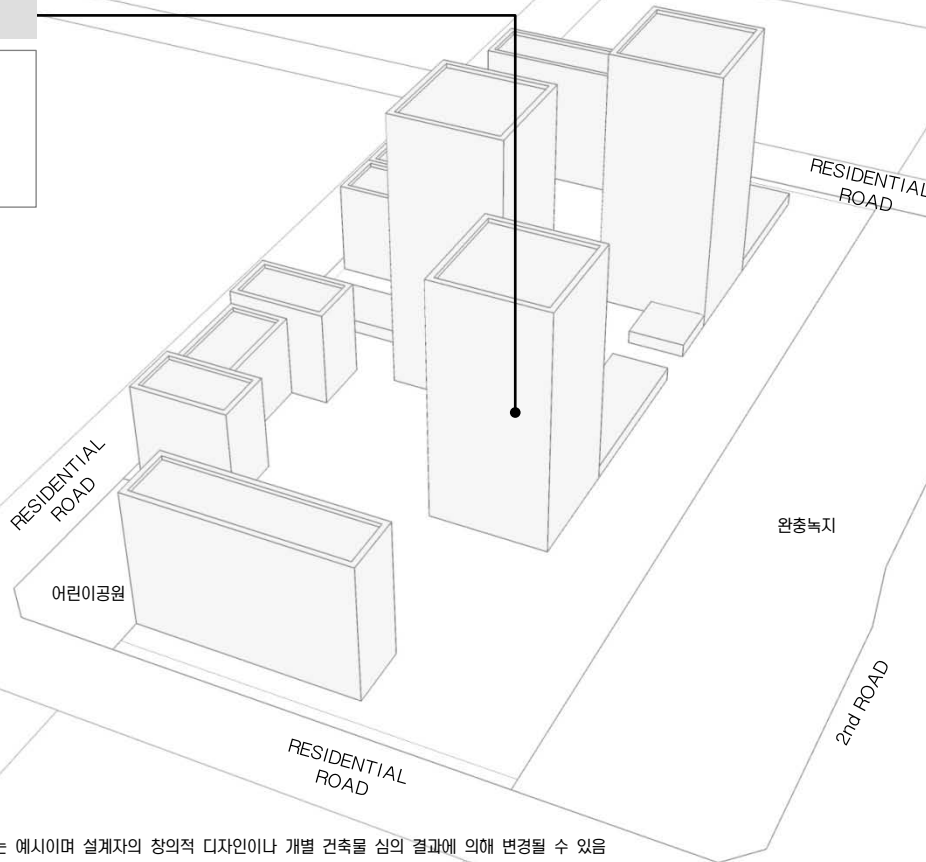 RESIDENTIAL
ROAD
RESIDENTIAL
ROAD
완충녹지
어린이공원
2nd ROAD
RESIDENTIAL
ROAD
는 예시이며 설계자의 창의적 디자인이나 개별 건축물 심의 결과에 의해 변경될 수 있음